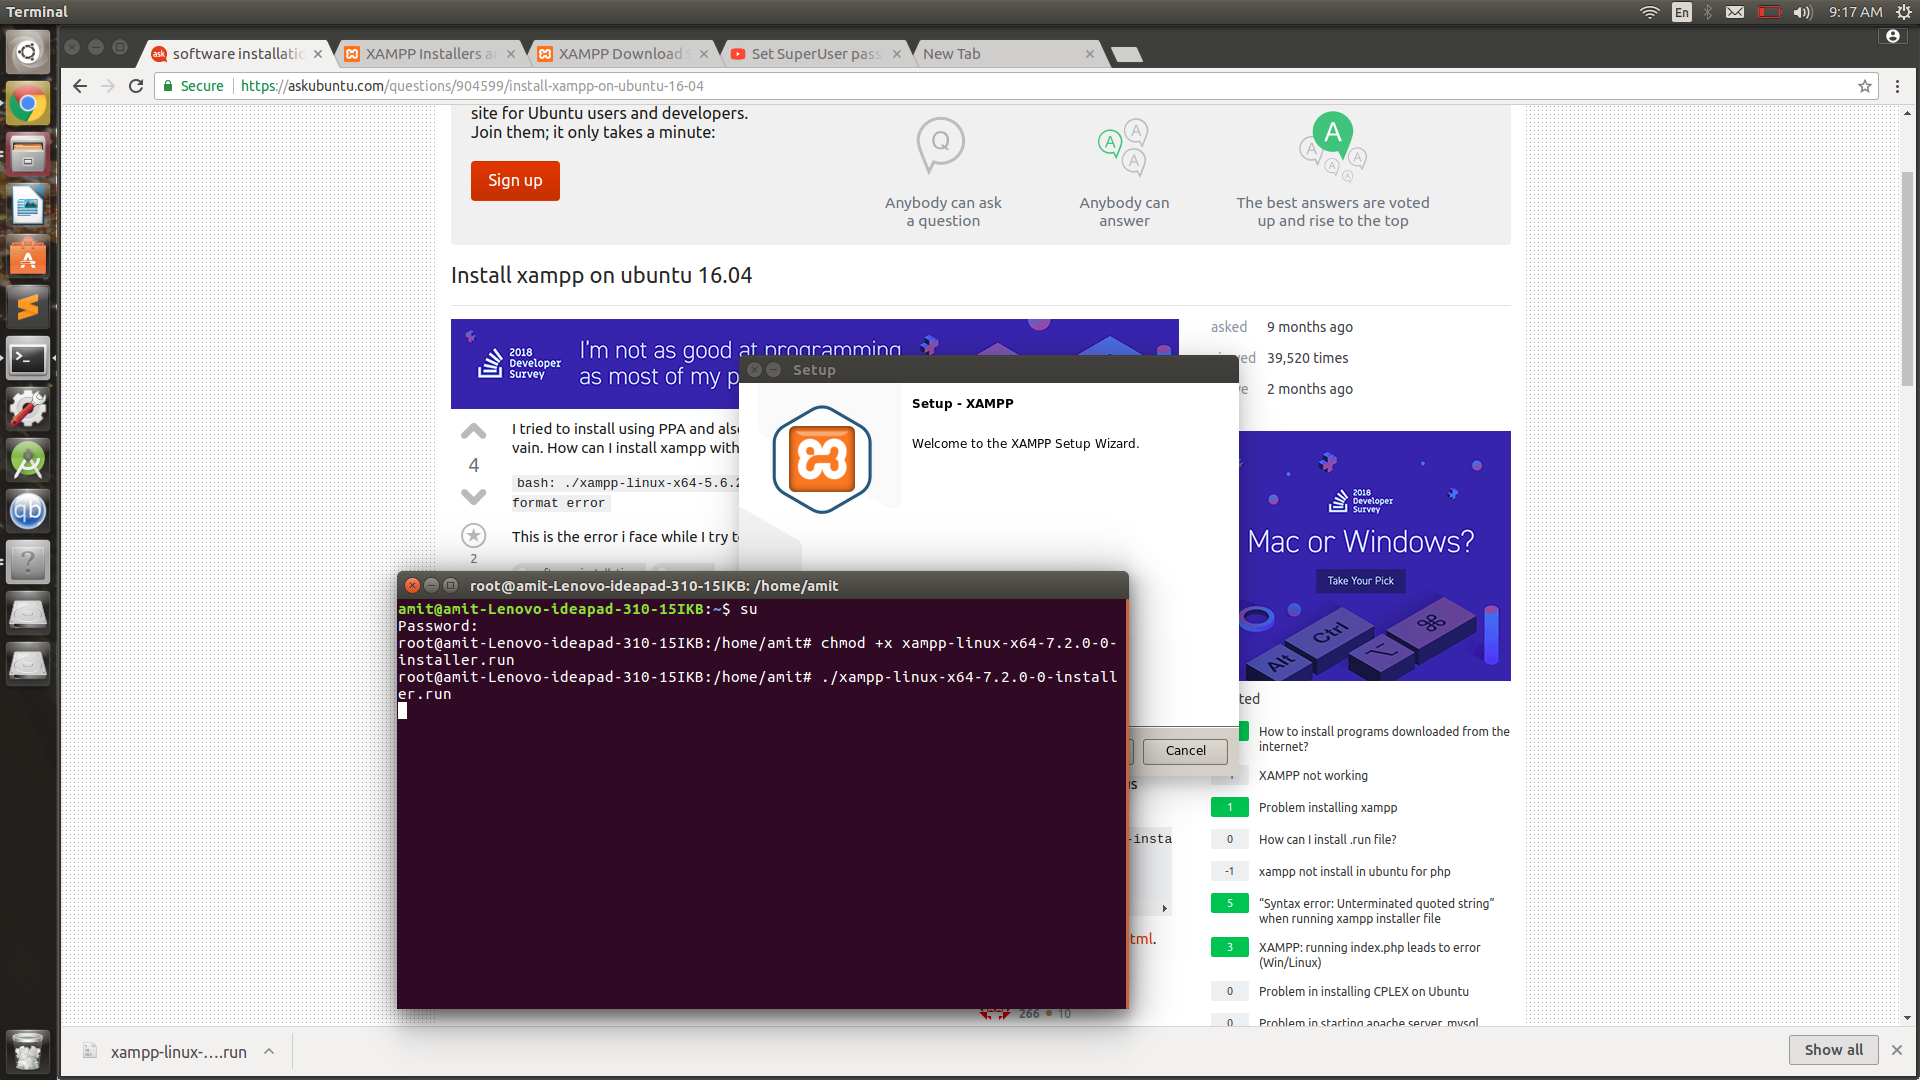 Terminal
En
9:17 AM
software installatio
XAMPP Installers an
XAMPP Download S
Set SuperUser pass
New Tab
Secure
https://askubuntu.com/questions/904599/install-xampp-on-ubuntu-16-04
site for Ubuntu users and developers.
Join them; it only takes a minute:
Sign up
Q
Anybody can ask
a question
A
A
A
Anybody can
answer
A
A
A
A
A
The best answers are voted
up and rise to the top
Install xampp on ubuntu 16.04
asked 9 months ago
wed 39,520 times
ve 2 months ago
2018
Developer
Survey
I'm not as good at programming
as most of my p
Setup
Setup - XAMPP
Welcome to the XAMPP Setup Wizard.
Cancel
4
I tried to install using PPA and also
vain. How can I install xampp with
bash: ./xampp-linux-x64-5.6.2
format error
This is the error i face while I try t
2
2018
Developer
Survey
Mac or Windows?
Take Your Pick
Alt
Ctrl
root@amit-Lenovo-ideapad-310-15IKB: /home/amit
amit@amit-Lenovo-ideapad-310-15IKB:~$ su
Password:
root@amit-Lenovo-ideapad-310-15IKB:/home/amit# chmod +x xampp-linux-x64-7.2.0-0-
installer.run
root@amit-Lenovo-ideapad-310-15IKB:/home/amit# ./xampp-linux-x64-7.2.0-0-install
er.run
ted
How to install programs downloaded from the
internet?
XAMPP not working
1 Problem installing xampp
0 How can I install .run file?
-1 xampp not install in ubuntu for php
5 “Syntax error: Unterminated quoted string”
when running xampp installer file
3 XAMPP: running index.php leads to error
(Win/Linux)
0 Problem in installing CPLEX on Ubuntu
0 Problem in starting apache server, mysql
us
-insta
tml.
266 10
xampp-linux-....run
Show all